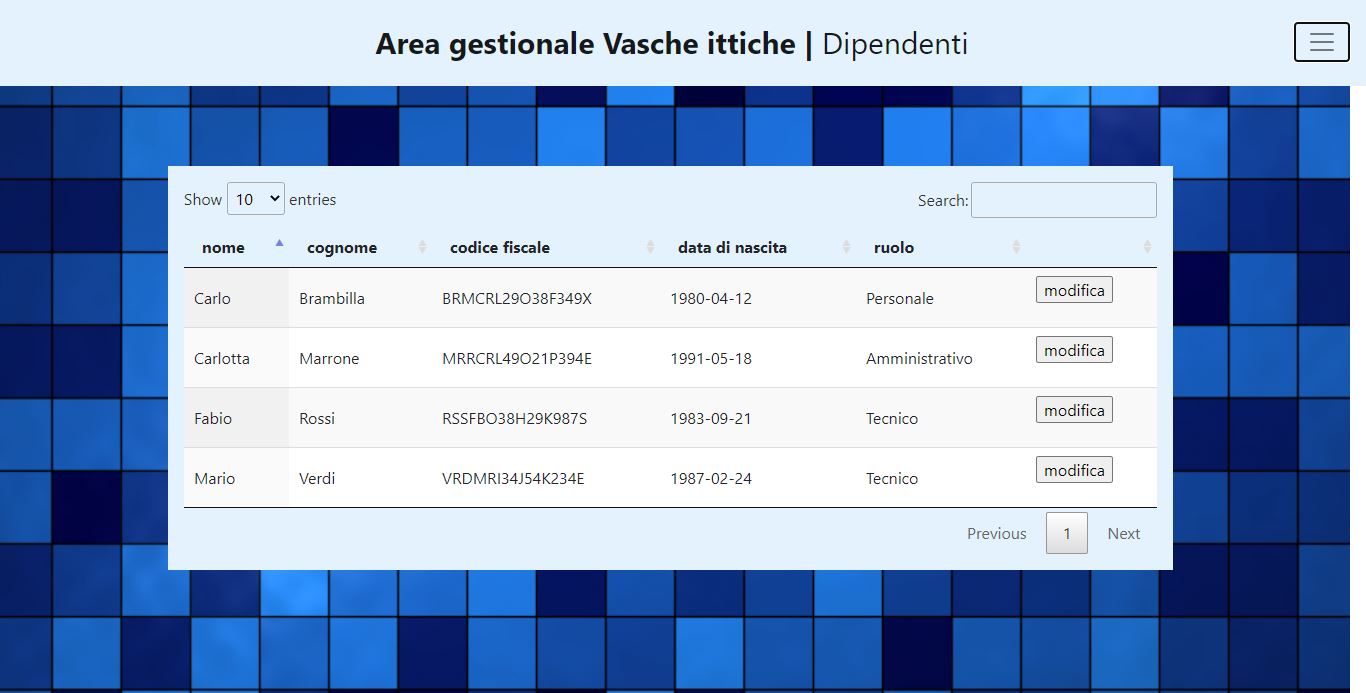 Area gestionale Vasche ittiche | Dipendenti
Show 10 entries Search:
nome cognome codice fiscale data di nascita ruolo
Carlo Brambilla BRMCRL29O38F349X 1980-04-12 Personale modifica
Carlotta Marrone MRRCRL49O21P394E 1991-05-18 Amministrativo modifica
Fabio Rossi RSSFBO38H29K987S 1983-09-21 Tecnico modifica
Mario Verdi VRDMRI34J54K234E 1987-02-24 Tecnico modifica
Previous 1 Next